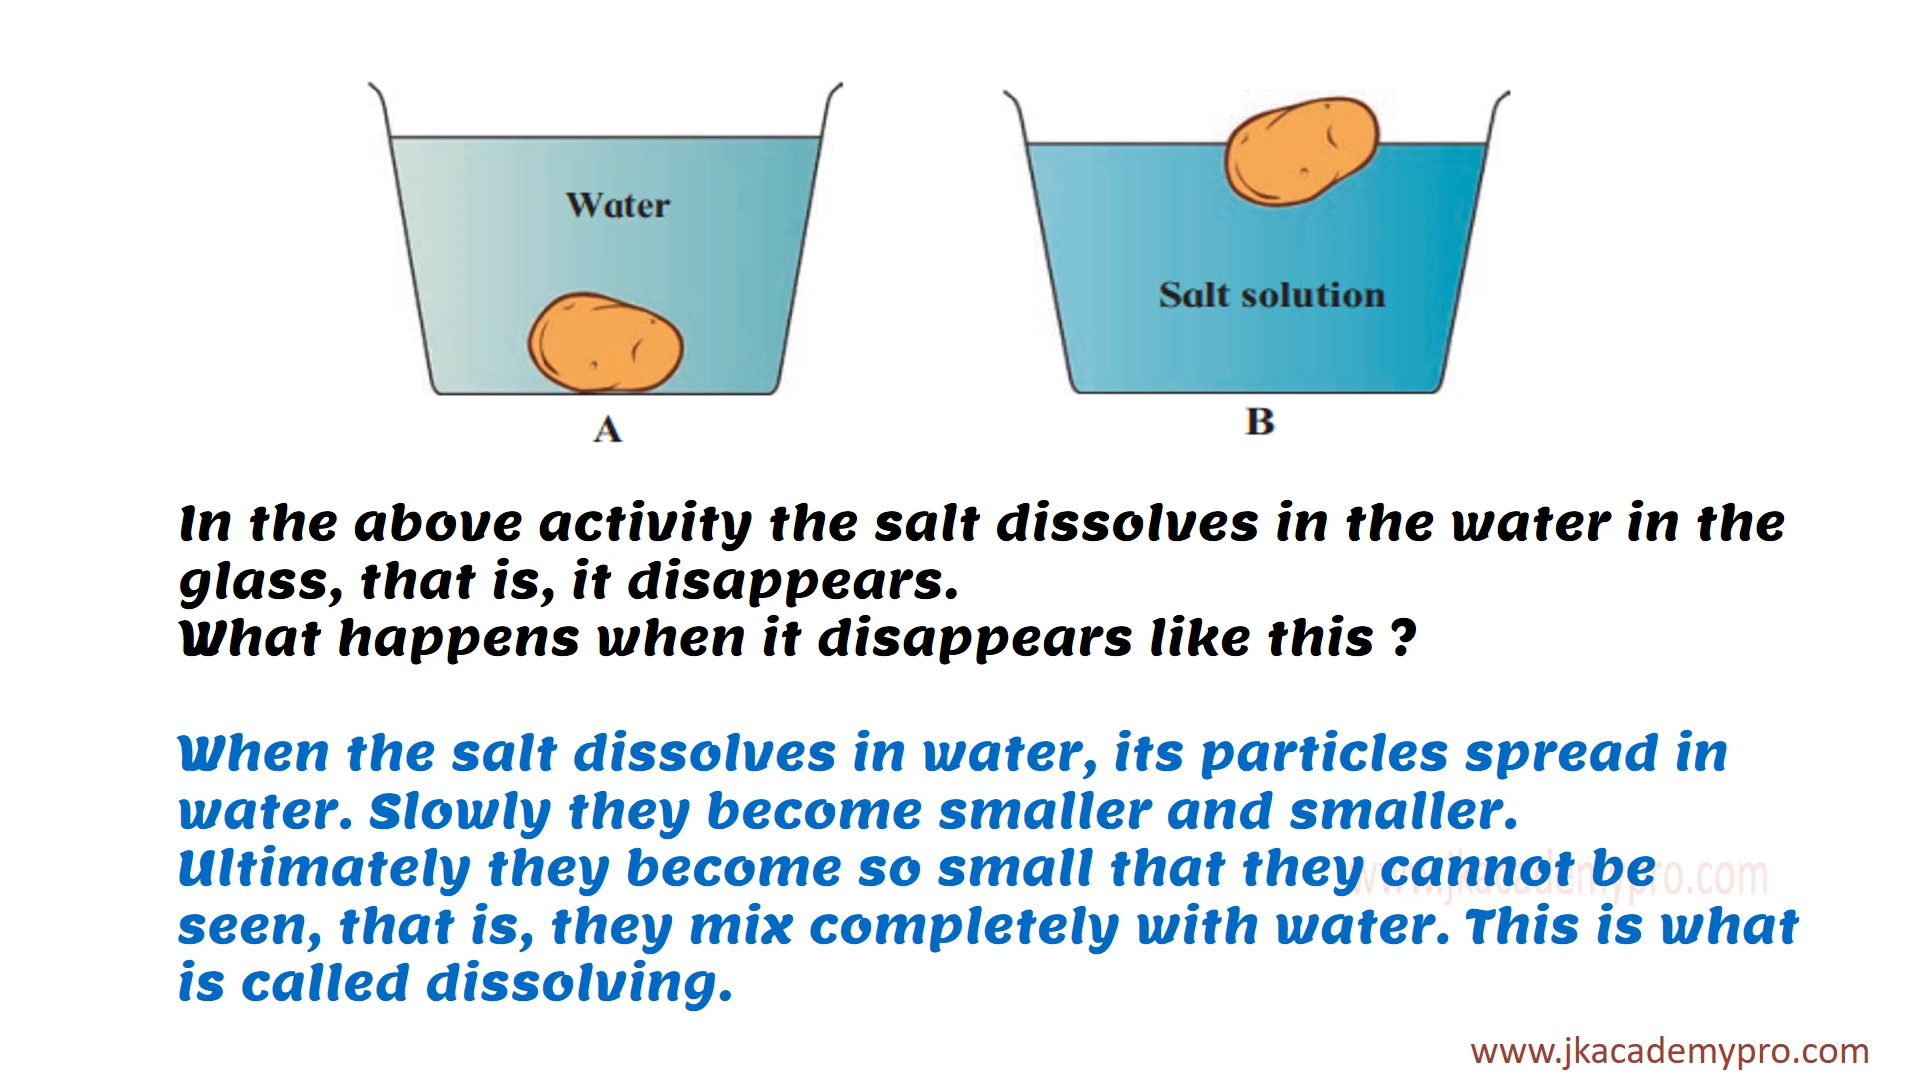 Water
Salt solution
A
B
In the above activity the salt dissolves in the water in the
glass, that is, it disappears.
What happens when it disappears like this ?
When the salt dissolves in water, its particles spread in
water. Slowly they become smaller and smaller.
Ultimately they become so small that they cannot be
www.jkacademypro.com
seen, that is, they mix completely with water. This is what
is called dissolving.
www.jkacademypro.com